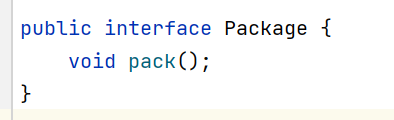 public interface Package {
    void pack();
}